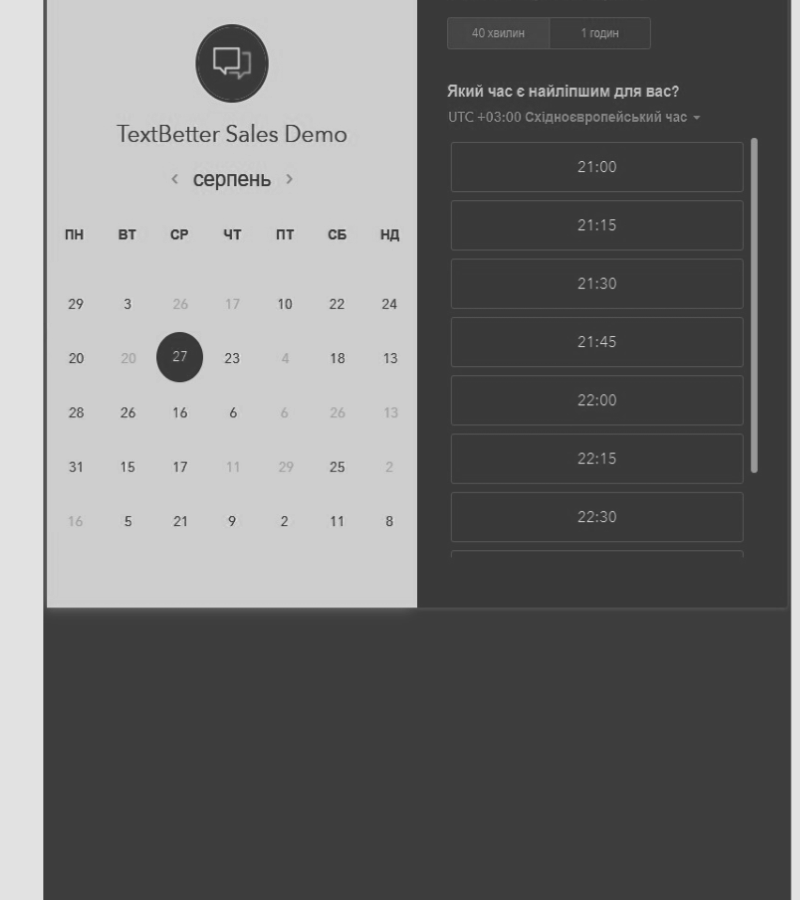 TextBetter Sales Demo
‹ серпень ›
ПН ВТ СР ЧТ ПТ СБ НД
29 3 26 17 10 22 24
20 20 27 23 4 18 13
28 26 16 6 6 26 13
31 15 17 11 29 25 2
16 5 21 9 2 11 8
40 хвилин 1 годин
Який час є найліпшим для вас?
UTC +03:00 Східноєвропейський час
21:00
21:15
21:30
21:45
22:00
22:15
22:30